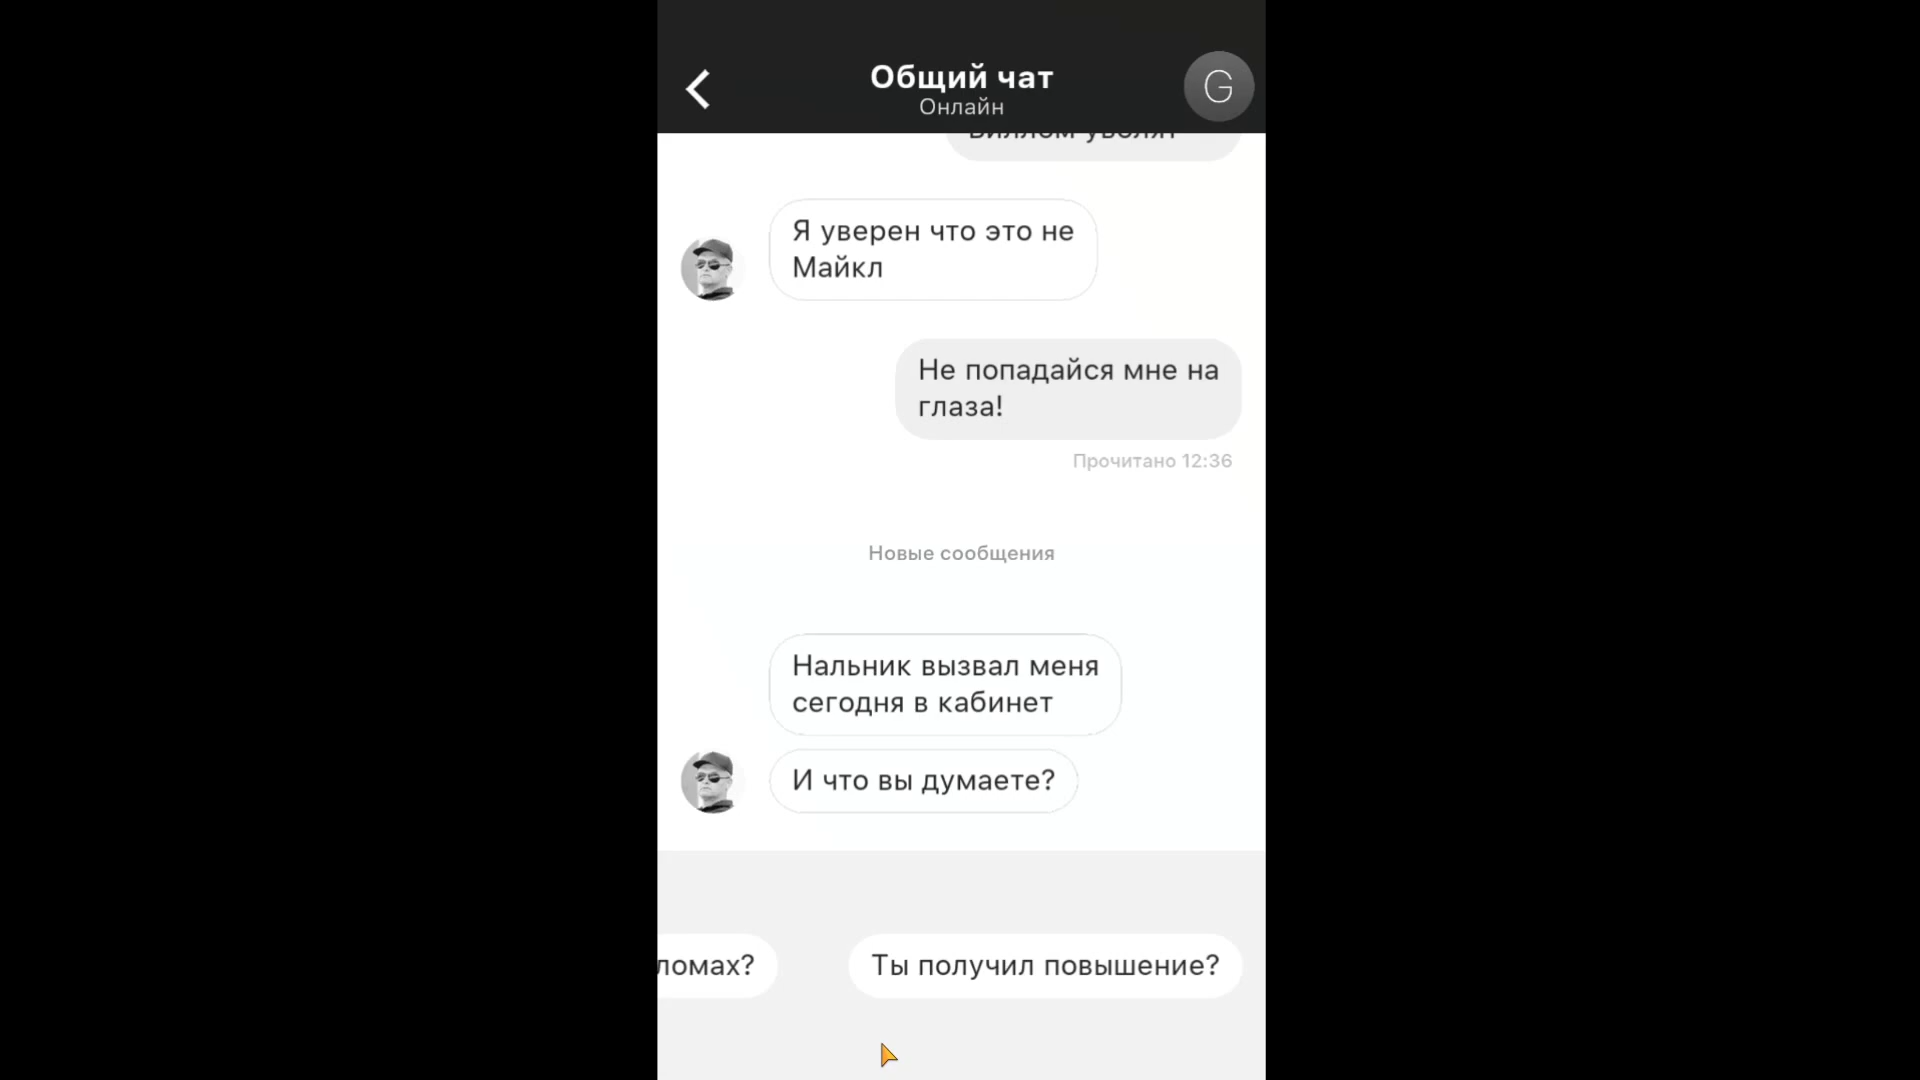 Общий чат
Онлайн
G
Я уверен что это не
Майкл
Не попадайся мне на
глаза!
Прочитано 12:36
Новые сообщения
Нальник вызвал меня
сегодня в кабинет
И что вы думаете?
ломах?
Ты получил повышение?